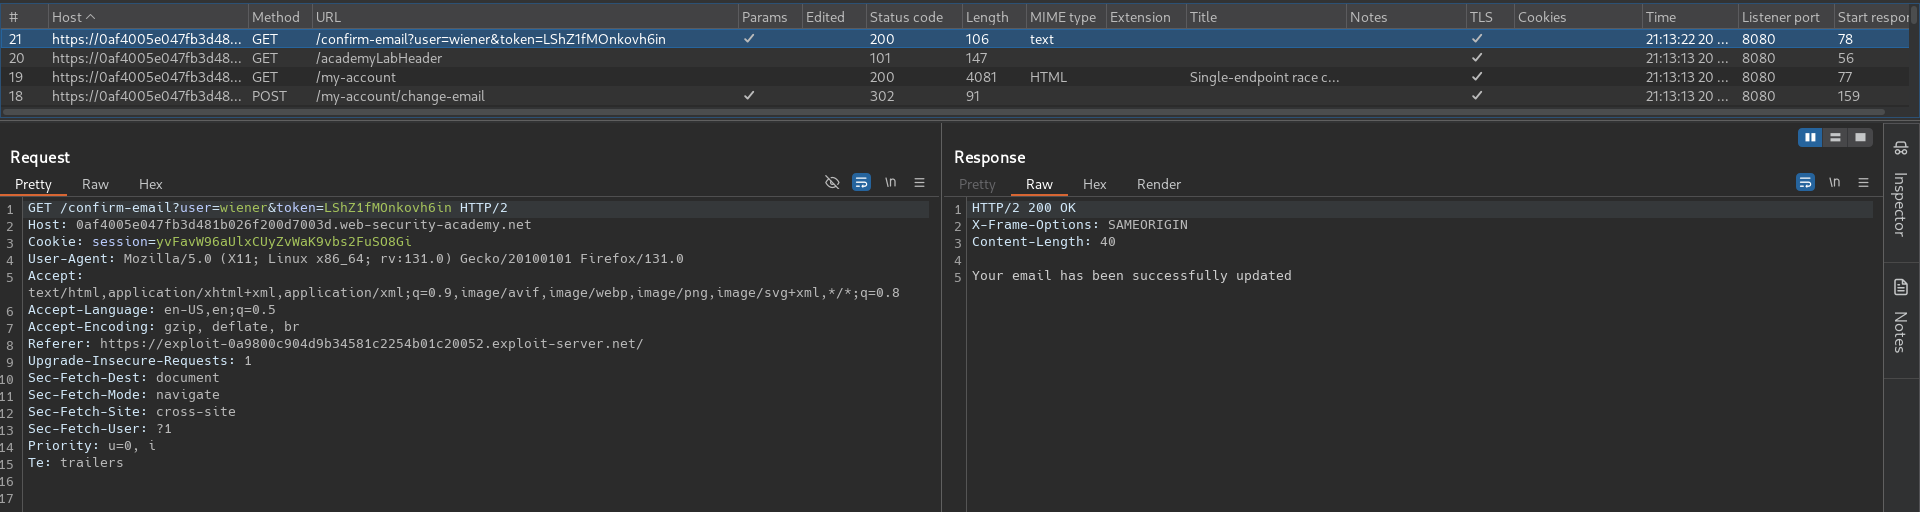 # Host Method URL Params Edited Status code Length MIME type Extension Title Notes TLS Cookies Time Listener port Start respor
21 https://0af4005e047fb3d48... GET /confirm-email?user=wiener&token=LShZ1fMOnkovh6in ✓ 200 106 text ✓ 21:13:22 20 ... 8080 78
20 https://0af4005e047fb3d48... GET /academyLabHeader 101 147 ✓ 21:13:13 20 ... 8080 56
19 https://0af4005e047fb3d48... GET /my-account 200 4081 HTML Single-endpoint race c... ✓ 21:13:13 20 ... 8080 77
18 https://0af4005e047fb3d48... POST /my-account/change-email ✓ 302 91 ✓ 21:13:13 20 ... 8080 159
Request
Pretty Raw Hex \n
1 GET /confirm-email?user=wiener&token=LShZ1fMOnkovh6in HTTP/2
2 Host: 0af4005e047fb3d481b026f200d7003d.web-security-academy.net
3 Cookie: session=yvFavW96aUlxCUyZvWaK9vbs2FuSO8Gi
4 User-Agent: Mozilla/5.0 (X11; Linux x86_64; rv:131.0) Gecko/20100101 Firefox/131.0
5 Accept:
text/html,application/xhtml+xml,application/xml;q=0.9,image/avif,image/webp,image/png,image/svg+xml,*/*;q=0.8
6 Accept-Language: en-US,en;q=0.5
7 Accept-Encoding: gzip, deflate, br
8 Referer: https://exploit-0a9800c904d9b34581c2254b01c20052.exploit-server.net/
9 Upgrade-Insecure-Requests: 1
10 Sec-Fetch-Dest: document
11 Sec-Fetch-Mode: navigate
12 Sec-Fetch-Site: cross-site
13 Sec-Fetch-User: ?1
14 Priority: u=0, i
15 Te: trailers
16
17
Response
Pretty Raw Hex Render \n
1 HTTP/2 200 OK
2 X-Frame-Options: SAMEORIGIN
3 Content-Length: 40
4
5 Your email has been successfully updated
Inspector
Notes